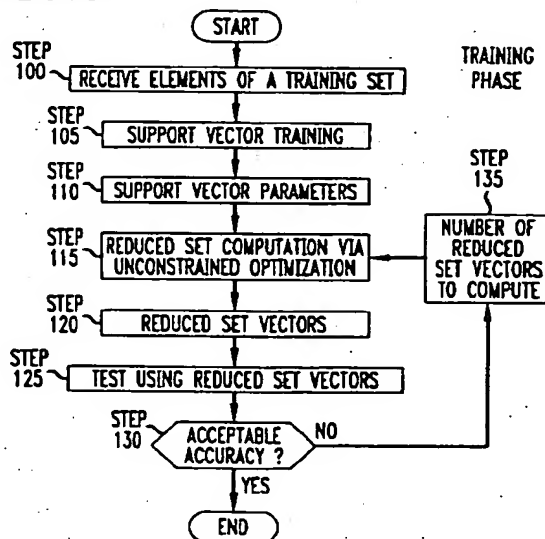 START
STEP
100
RECEIVE ELEMENTS OF A TRAINING SET
TRAINING
PHASE
STEP
105
SUPPORT VECTOR TRAINING
STEP
110
SUPPORT VECTOR PARAMETERS
STEP
135
NUMBER OF
REDUCED
SET VECTORS
TO COMPUTE
STEP
115
REDUCED SET COMPUTATION VIA
UNCONSTRAINED OPTIMIZATION
STEP
120
REDUCED SET VECTORS
STEP
125
TEST USING REDUCED SET VECTORS
STEP
130
ACCEPTABLE
ACCURACY ?
NO
YES
END